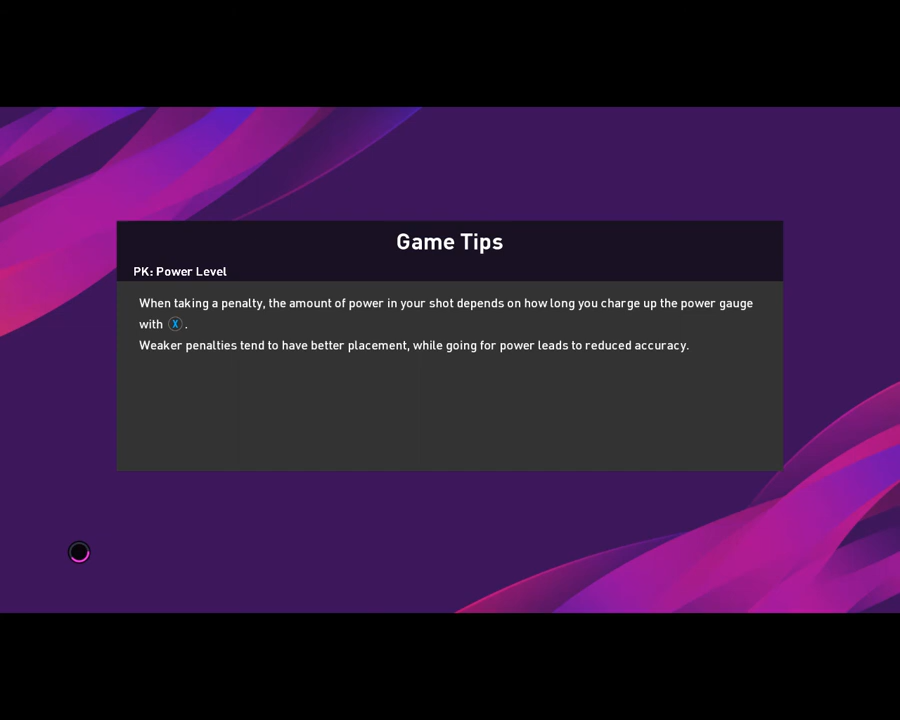 Game Tips
PK: Power Level
When taking a penalty, the amount of power in your shot depends on how long you charge up the power gauge
with X .
Weaker penalties tend to have better placement, while going for power leads to reduced accuracy.